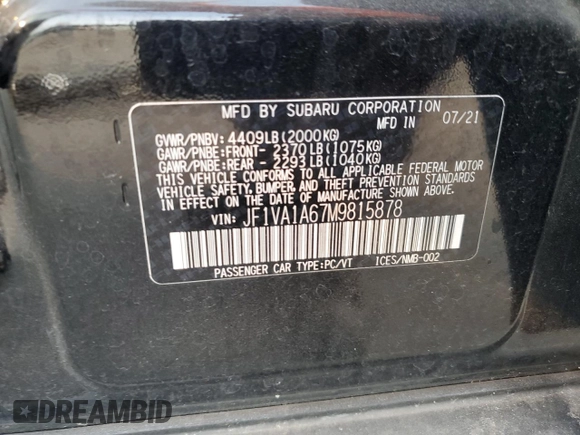 MFD BY SUBARU CORPORATION
MFD IN 07/21
GVWR/PNBV: 4409LB(2000KG)
GAWR/PNBE:FRONT- 2370LB(1075KG)
GAWR/PNBE:REAR - 2293LB(1040KG)
THIS VEHICLE CONFORMS TO ALL APPLICABLE FEDERAL MOTOR
VEHICLE SAFETY, BUMPER, AND THEFT PREVENTION STANDARDS
IN EFFECT ON THE DATE OF MANUFACTURE SHOWN ABOVE.
VIN: JF1VA1A67M9815878
PASSENGER CAR TYPE:PC/VT ICES/NMB-002
DREAMBID